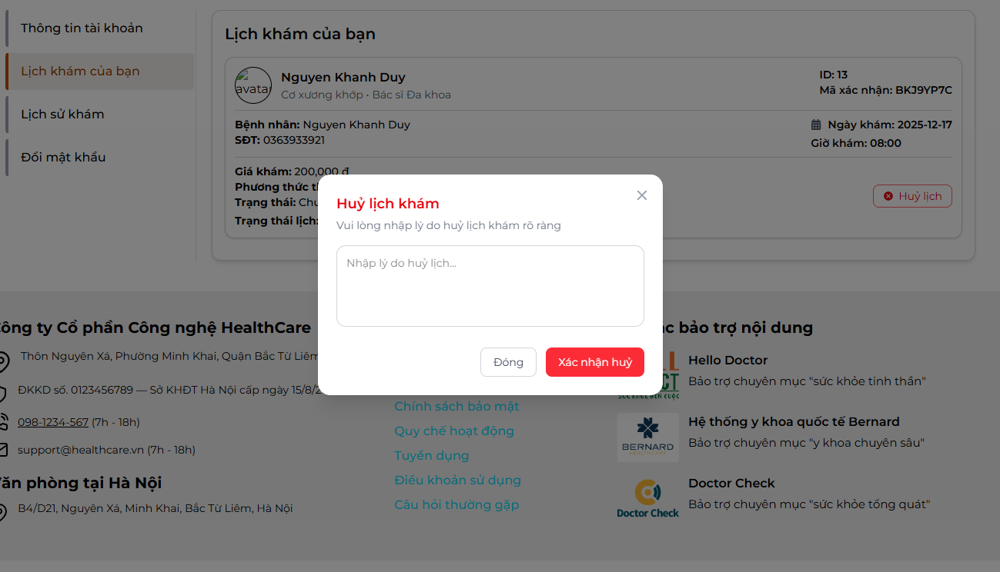 Thông tin tài khoản
Lịch khám của bạn
Lịch sử khám
Đổi mật khẩu
Lịch khám của bạn
avatar
Nguyen Khanh Duy
Cơ xương khớp • Bác sĩ Đa khoa
ID: 13
Mã xác nhận: BKJ9YP7C
Bệnh nhân: Nguyen Khanh Duy
SĐT: 0363933921
Ngày khám: 2025-12-17
Giờ khám: 08:00
Giá khám: 200,000 đ
Phương thức
Trạng thái:
Trạng thái lịch:
Huỷ lịch
Huỷ lịch khám
Vui lòng nhập lý do huỷ lịch khám rõ ràng
Nhập lý do huỷ lịch...
Đóng
Xác nhận huỷ
ty Cổ phần Công nghệ HealthCare
Thôn Nguyên Xá, Phường Minh Khai, Quận Bắc Từ Liêm
ĐKKD số. 0123456789 — Sở KHĐT Hà Nội cấp ngày 15/8/2
098-1234-567 (7h - 18h)
support@healthcare.vn (7h - 18h)
phòng tại Hà Nội
B4/D21, Nguyên Xá, Minh Khai, Bắc Từ Liêm, Hà Nội
Chính sách bảo mật
Quy chế hoạt động
Tuyển dụng
Điều khoản sử dụng
Câu hỏi thường gặp
bảo trợ nội dung
Hello Doctor
Bảo trợ chuyên mục "sức khỏe tinh thần"
BERNARD
HEALTHCARE
Hệ thống y khoa quốc tế Bernard
Bảo trợ chuyên mục "y khoa chuyên sâu"
Doctor Check
Doctor Check
Bảo trợ chuyên mục "sức khỏe tổng quát"